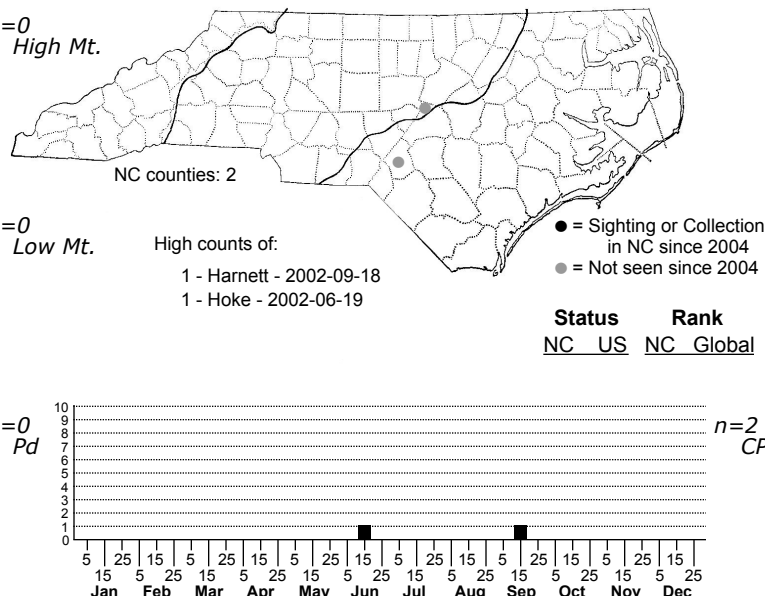 =0
High Mt.
NC counties: 2
=0
Low Mt.
High counts of:
1 - Harnett - 2002-09-18
1 - Hoke - 2002-06-19
● = Sighting or Collection
in NC since 2004
● = Not seen since 2004
Status Rank
NC US NC Global
=0
Pd
n=2
CP
10
9
8
7
6
5
4
3
2
1
0
5 25 15 5 25 15 5 25 15 5 25 15 5 25 15 5 25 15
15 5 25 15 5 25 15 5 25 15 5 25 15 5 25 15 5 25
Jan Feb Mar Apr May Jun Jul Aug Sep Oct Nov Dec